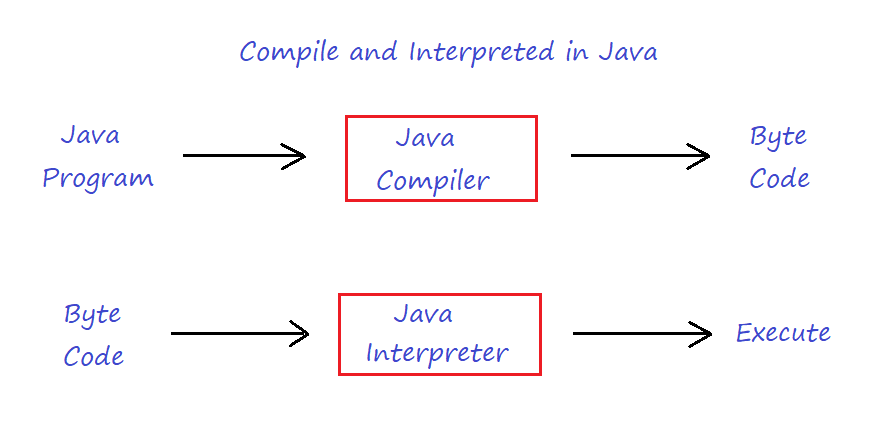 Compile and Interpreted in Java
Java
Program
Java
Compiler
Byte
Code
Byte
Code
Java
Interpreter
Execute